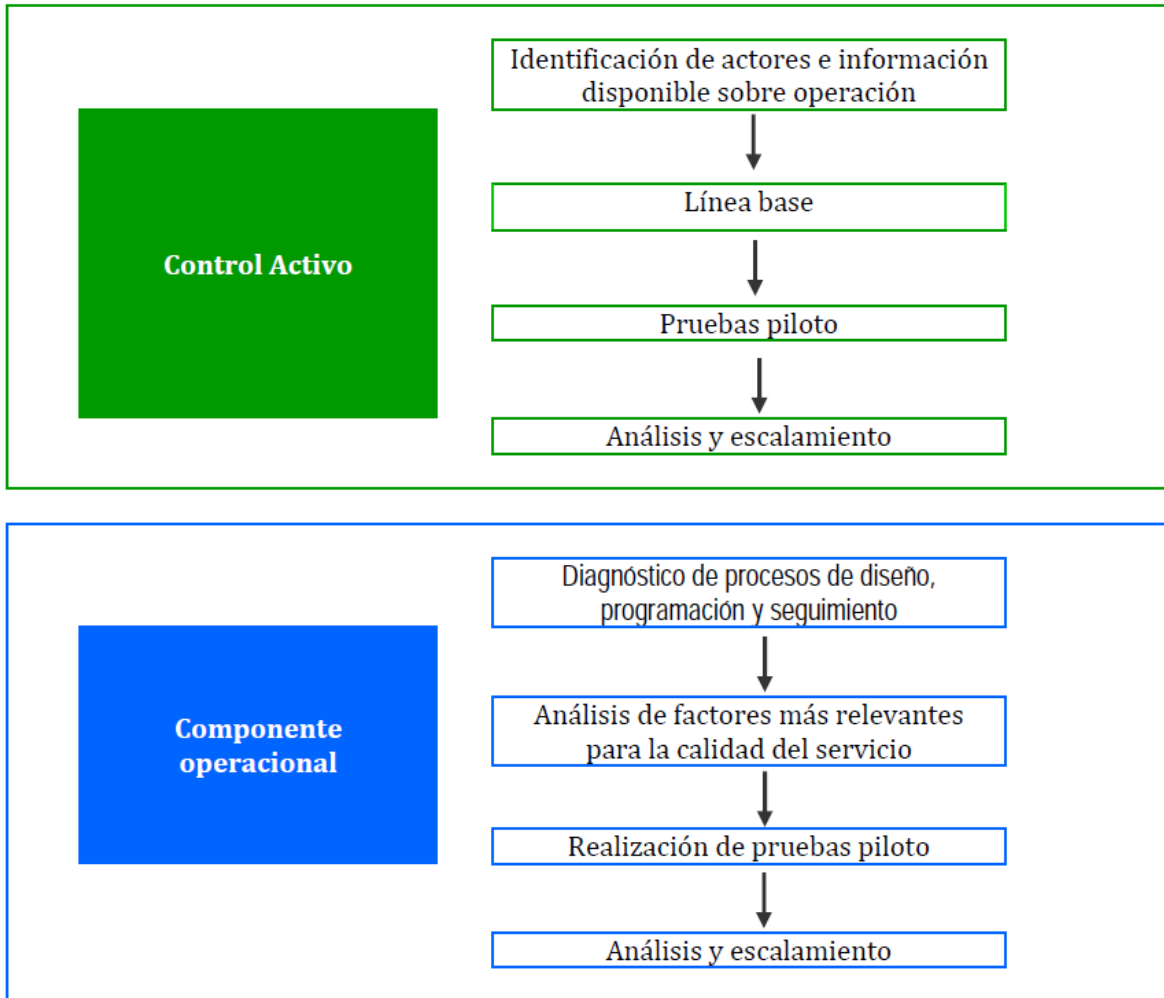 Identificación de actores e información
disponible sobre operación
Línea base
Control Activo
Pruebas piloto
Análisis y escalamiento
Diagnóstico de procesos de diseño,
programación y seguimiento
Análisis de factores más relevantes
para la calidad del servicio
Componente
operacional
Realización de pruebas piloto
Análisis y escalamiento